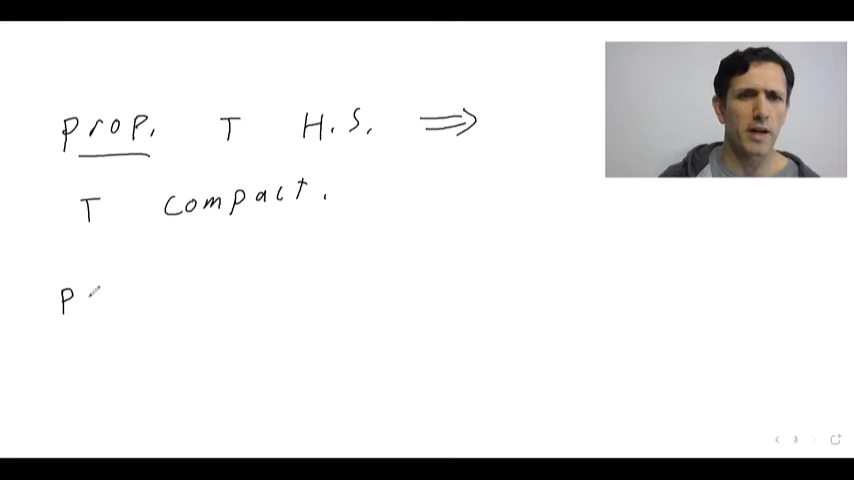 prop. T H.S. ⟹
T compact.
P